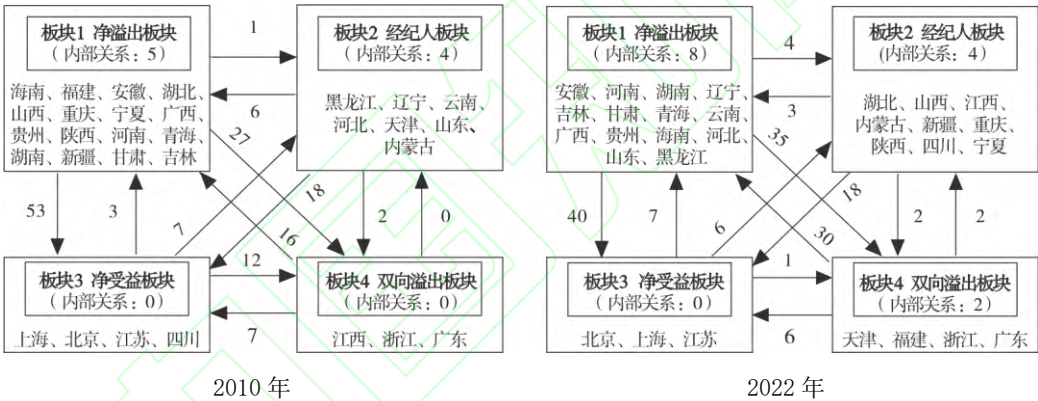 板块1 净溢出板块
(内部关系:5)
海南、福建、安徽、湖北、
山西、重庆、宁夏、广西、
贵州、陕西、河南、青海、
湖南、新疆、甘肃、吉林
1
6
板块2 经纪人板块
(内部关系:4)
黑龙江、辽宁、云南、
河北、天津、山东、
内蒙古
27
18
53
3
7
16
2
0
板块3 净受益板块
(内部关系:0)
上海、北京、江苏、四川
12
7
板块4 双向溢出板块
(内部关系:0)
江西、浙江、广东
2010 年
板块1 净溢出板块
(内部关系:8)
安徽、河南、湖南、辽宁、
吉林、甘肃、青海、云南、
广西、贵州、海南、河北、
山东、黑龙江
4
3
板块2 经纪人板块
(内部关系:4)
湖北、山西、江西、
内蒙古、新疆、重庆、
陕西、四川、宁夏
35
18
40
7
6
30
2
2
板块3 净受益板块
(内部关系:0)
北京、上海、江苏
1
6
板块4 双向溢出板块
(内部关系:2)
天津、福建、浙江、广东
2022 年